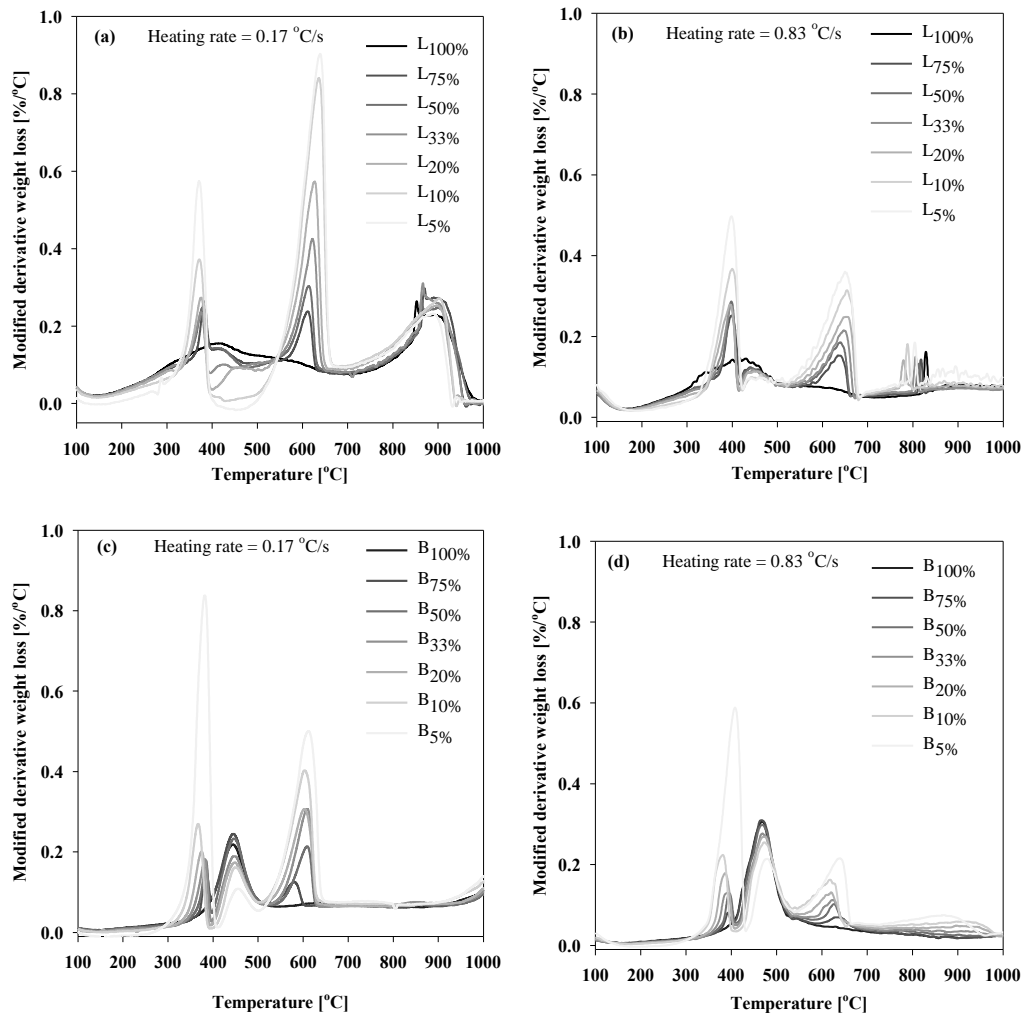 (a) Heating rate = 0.17 °C/s
L100%
L75%
L50%
L33%
L20%
L10%
L5%
Modified derivative weight loss [%/°C]
1.0
0.8
0.6
0.4
0.2
0.0
100 200 300 400 500 600 700 800 900 1000
Temperature [°C]
(b) Heating rate = 0.83 °C/s
L100%
L75%
L50%
L33%
L20%
L10%
L5%
Modified derivative weight loss [%/°C]
1.0
0.8
0.6
0.4
0.2
0.0
100 200 300 400 500 600 700 800 900 1000
Temperature [°C]
(c) Heating rate = 0.17 °C/s
B100%
B75%
B50%
B33%
B20%
B10%
B5%
Modified derivative weight loss [%/°C]
1.0
0.8
0.6
0.4
0.2
0.0
100 200 300 400 500 600 700 800 900 1000
Temperature [°C]
(d) Heating rate = 0.83 °C/s
B100%
B75%
B50%
B33%
B20%
B10%
B5%
Modified derivative weight loss [%/°C]
1.0
0.8
0.6
0.4
0.2
0.0
100 200 300 400 500 600 700 800 900 1000
Temperature [°C]